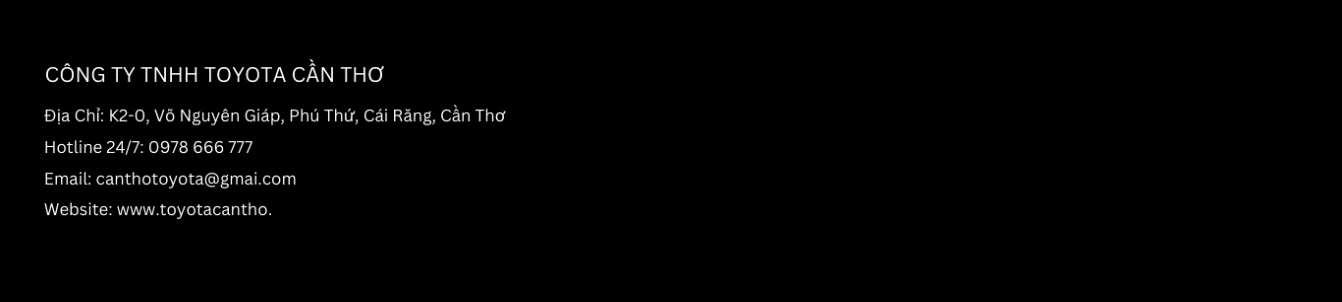 CÔNG TY TNHH TOYOTA CẦN THƠ
Địa Chỉ: K2-0, Võ Nguyên Giáp, Phú Thứ, Cái Răng, Cần Thơ
Hotline 24/7: 0978 666 777
Email: canthotoyota@gmai.com
Website: www.toyotacantho.